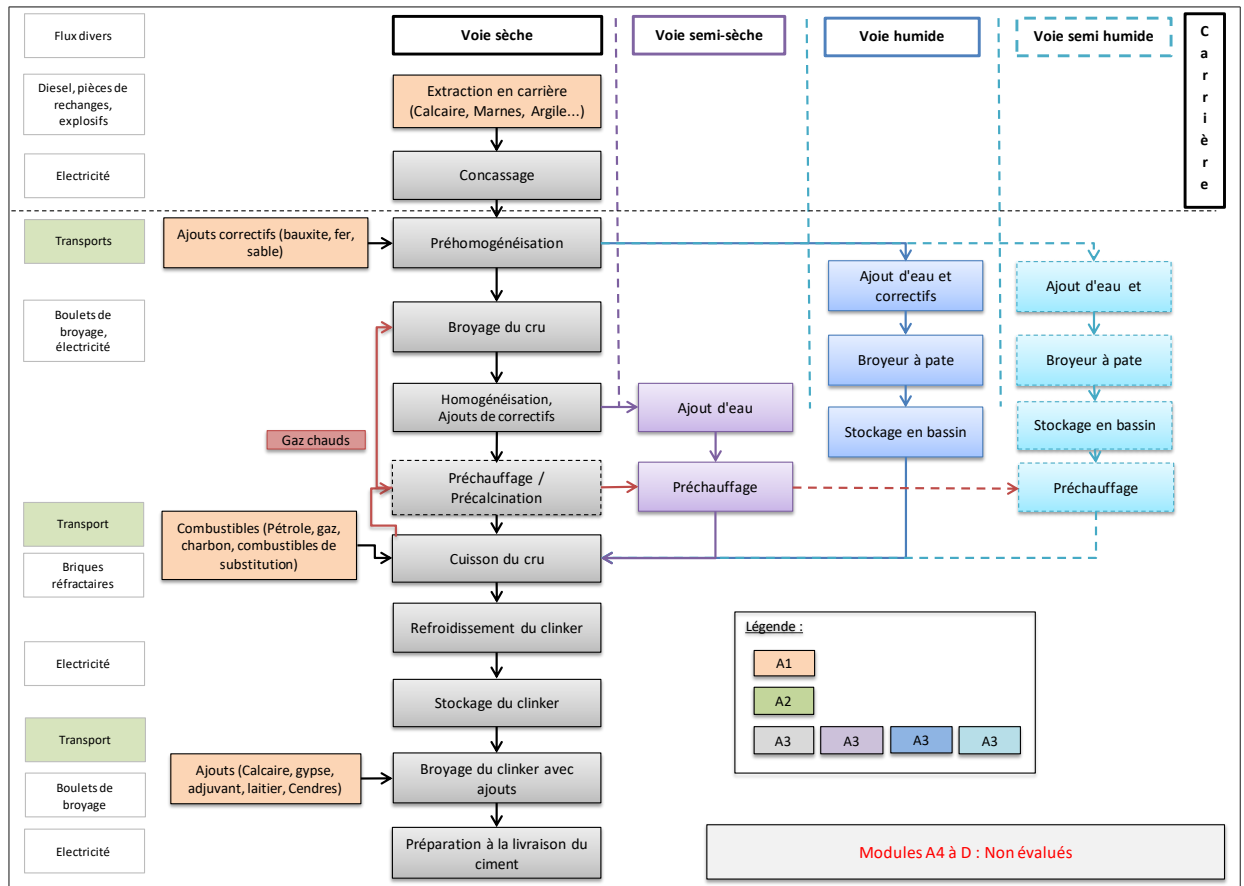 Flux divers
Voie sèche
Voie semi-sèche
Voie humide
Voie semi humide
Carrière
Diesel, pièces de
rechanges,
explosifs
Extraction en carrière
(Calcaire, Marnes, Argile...)
Electricité
Concassage
Transports
Ajouts correctifs (bauxite, fer,
sable)
Préhomogénéisation
Ajout d'eau et
correctifs
Ajout d'eau et
Boulets de
broyage,
électricité
Broyage du cru
Broyeur à pate
Broyeur à pate
Homogénéisation,
Ajouts de correctifs
Ajout d'eau
Stockage en bassin
Stockage en bassin
Gaz chauds
Préchauffage /
Précalcination
Préchauffage
Préchauffage
Transport
Combustibles (Pétrole, gaz,
charbon, combustibles de
substitution)
Cuisson du cru
Briques
réfractaires
Refroidissement du clinker
Electricité
Stockage du clinker
Transport
Ajouts (Calcaire, gypse,
adjuvant, laitier, Cendres)
Broyage du clinker avec
ajouts
Boulets de
broyage
Electricité
Préparation à la livraison du
ciment
Légende :
A1
A2
A3
A3
A3
A3
Modules A4 à D : Non évalués